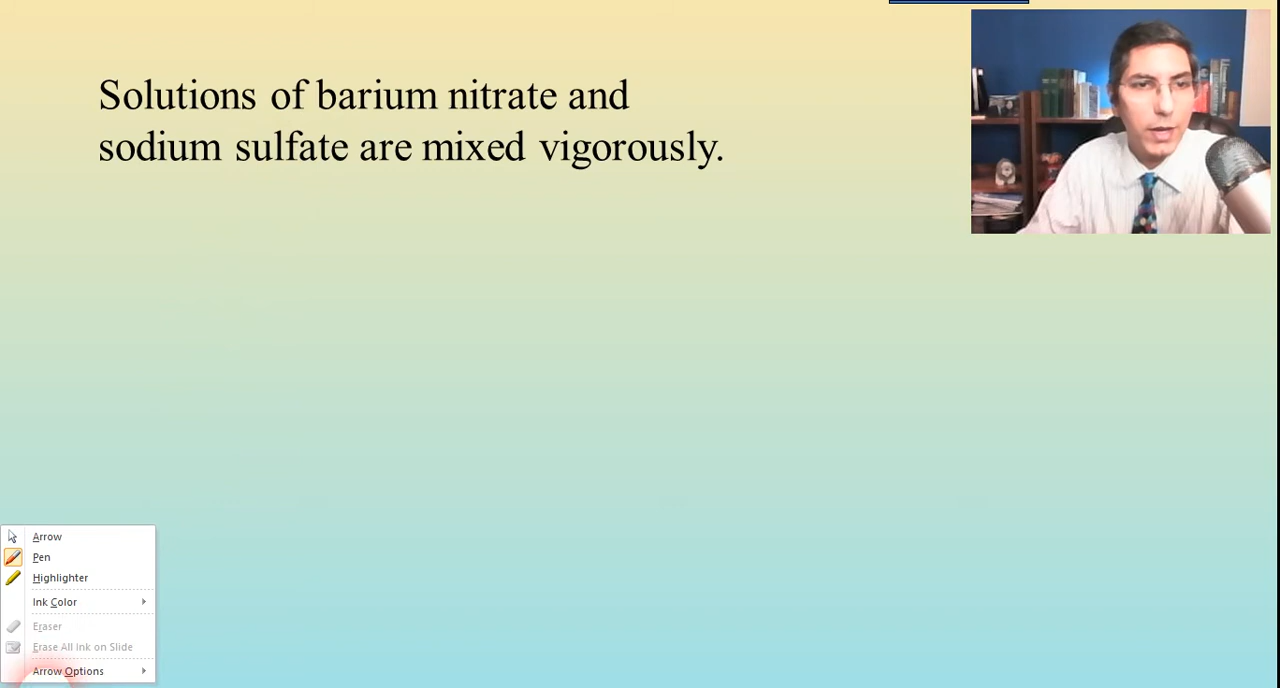 Solutions of barium nitrate and
sodium sulfate are mixed vigorously.
Arrow
Pen
Highlighter
Ink Color
Eraser
Erase All Ink on Slide
Arrow Options